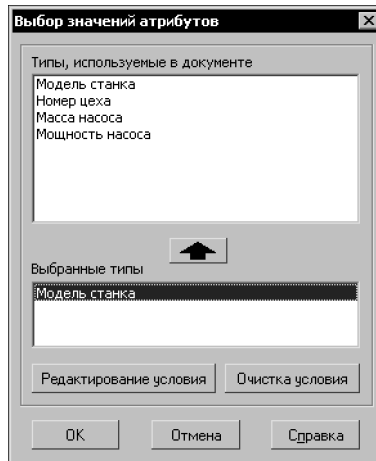 Выбор значений атрибутов
Типы, используемые в документе
Модель станка
Номер цеха
Масса насоса
Мощность насоса
Выбранные типы
Модель станка
Редактирование условия
Очистка условия
OK
Отмена
Справка